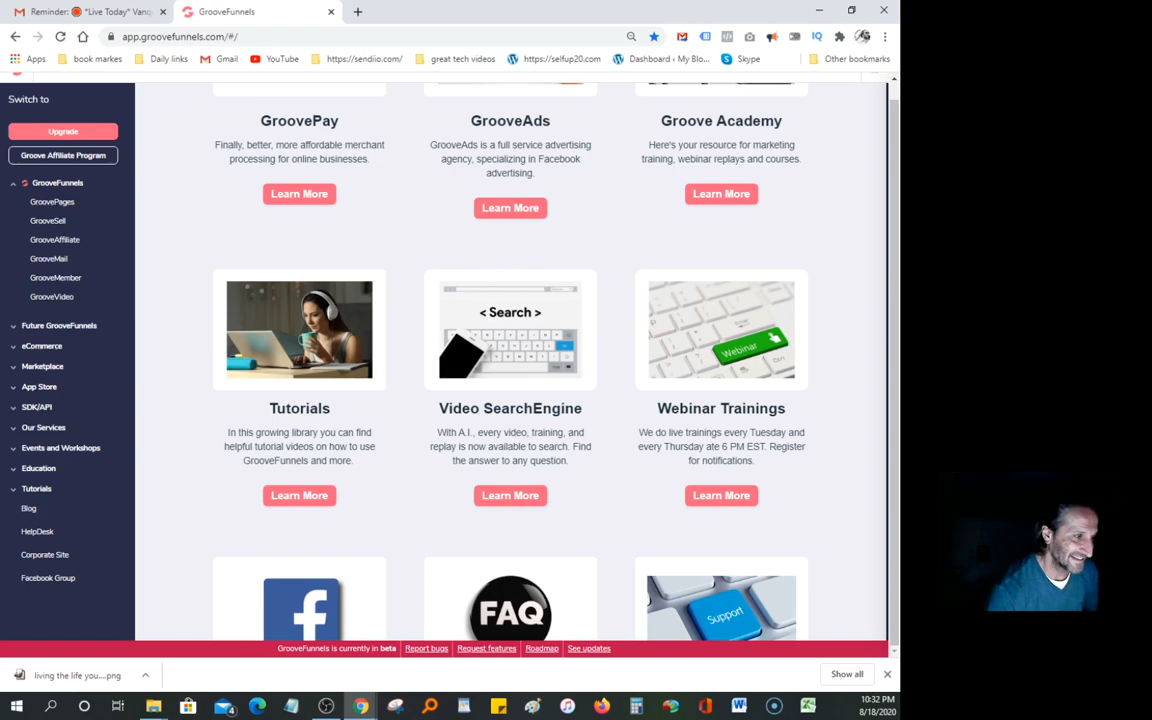 Reminder: *Live Today* Vanq
GrooveFunnels
app.groovefunnels.com/#/
Apps
book markes
Daily links
Gmail
YouTube
https://sendiio.com/
great tech videos
https://selfup20.com
Dashboard ‹ My Blo...
Skype
Other bookmarks
Switch to
Upgrade
Groove Affiliate Program
GrooveFunnels
GroovePages
GrooveSell
GrooveAffiliate
GrooveMail
GrooveMember
GrooveVideo
Future GrooveFunnels
eCommerce
Marketplace
App Store
SDK/API
Our Services
Events and Workshops
Education
Tutorials
Blog
HelpDesk
Corporate Site
Facebook Group
GroovePay
Finally, better, more affordable merchant
processing for online businesses.
Learn More
GrooveAds
GrooveAds is a full service advertising
agency, specializing in Facebook
advertising.
Learn More
Groove Academy
Here's your resource for marketing
training, webinar replays and courses.
Learn More
Tutorials
In this growing library you can find
helpful tutorial videos on how to use
GrooveFunnels and more.
Learn More
< Search >
Video SearchEngine
With A.I., every video, training, and
replay is now available to search. Find
the answer to any question.
Learn More
Webinar
Webinar Trainings
We do live trainings every Tuesday and
every Thursday ate 6 PM EST. Register
for notifications.
Learn More
f
FAQ
Support
GrooveFunnels is currently in beta
Report bugs
Request features
Roadmap
See updates
living the life you....png
Show all
10:32 PM
8/18/2020